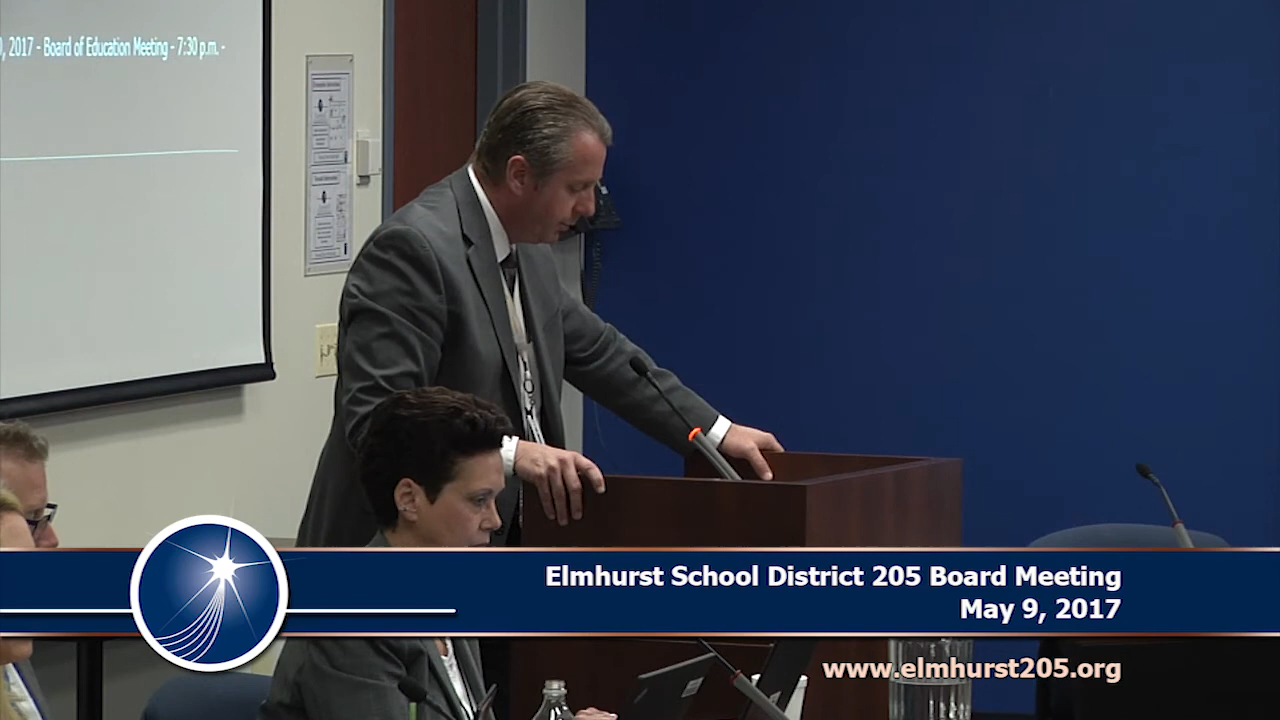 , 2017 - Board of Education Meeting - 7:30 p.m. -
Elmhurst School District 205 Board Meeting
May 9, 2017
www.elmhurst205.org